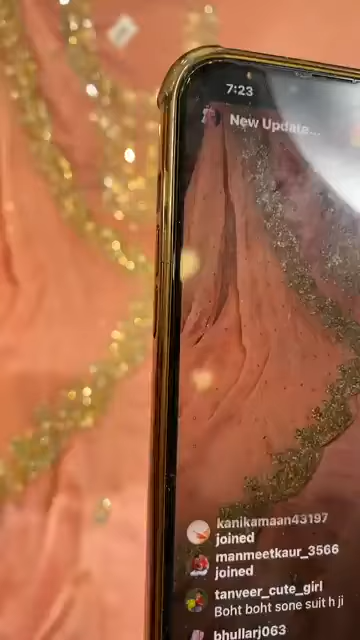 7:23
New Update...
kanikamaan43197
joined
manmeetkaur_3566
joined
tanveer_cute_girl
Boht boht sone suit h ji
bhullarj063